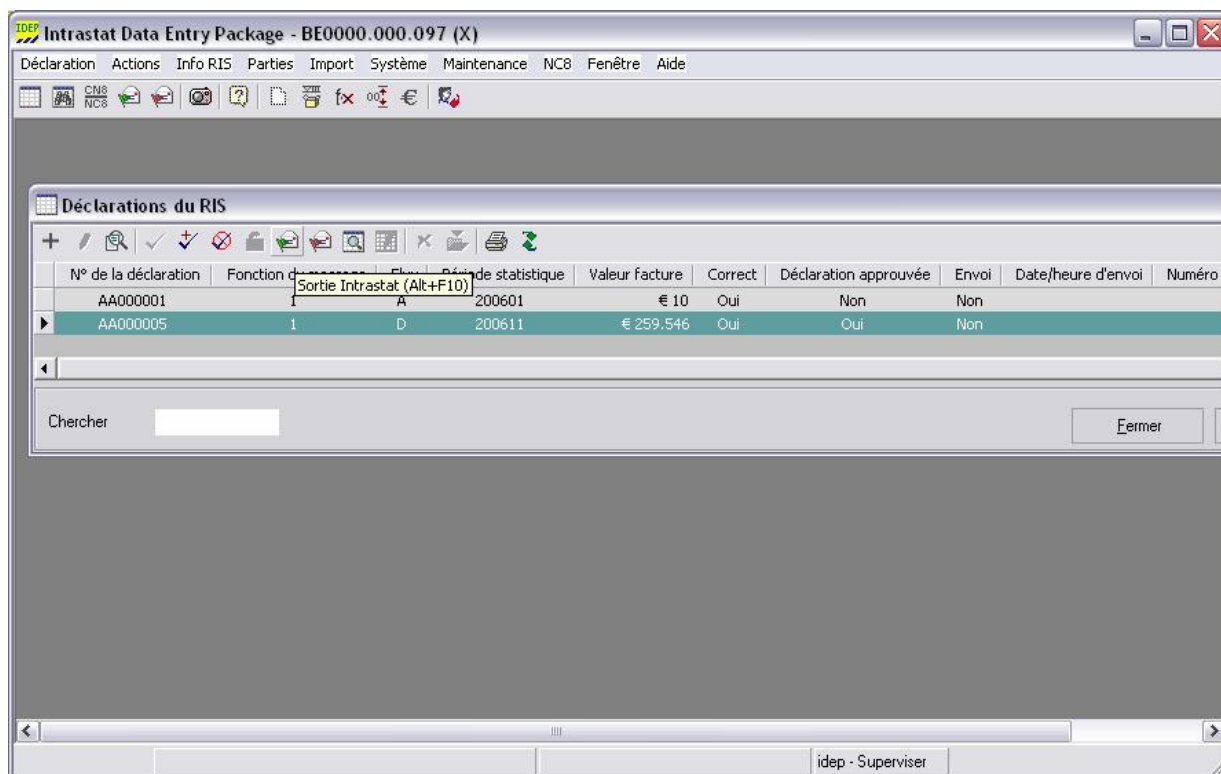 IDEP Intrastat Data Entry Package - BE0000.000.097 (X)
Déclaration Actions Info RIS Parties Import Système Maintenance NC8 Fenêtre Aide
CN8
NC8
Déclarations du RIS
N° de la déclaration Fonction du message Flux Période statistique Valeur facture Correct Déclaration approuvée Envoi Date/heure d'envoi Numéro
Sortie Intrastat (Alt+F10)
AA000001 1 A 200601 € 10 Oui Non Non
AA000005 1 D 200611 € 259.546 Oui Oui Non
Chercher
Fermer
idep - Superviser